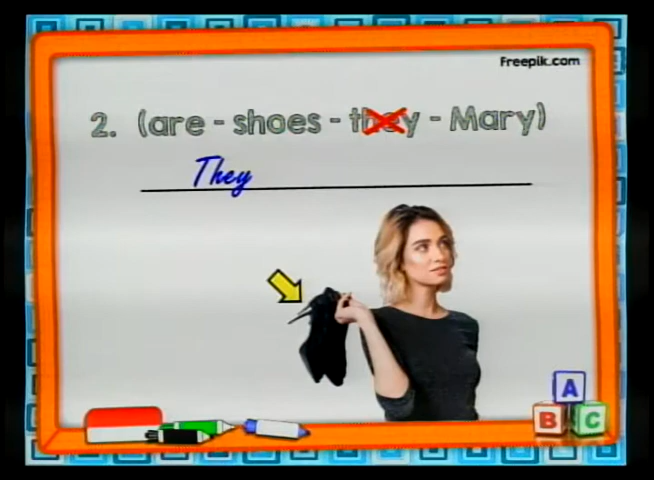 Freepik.com
2. (are - shoes - they - Mary)
They
A
B C